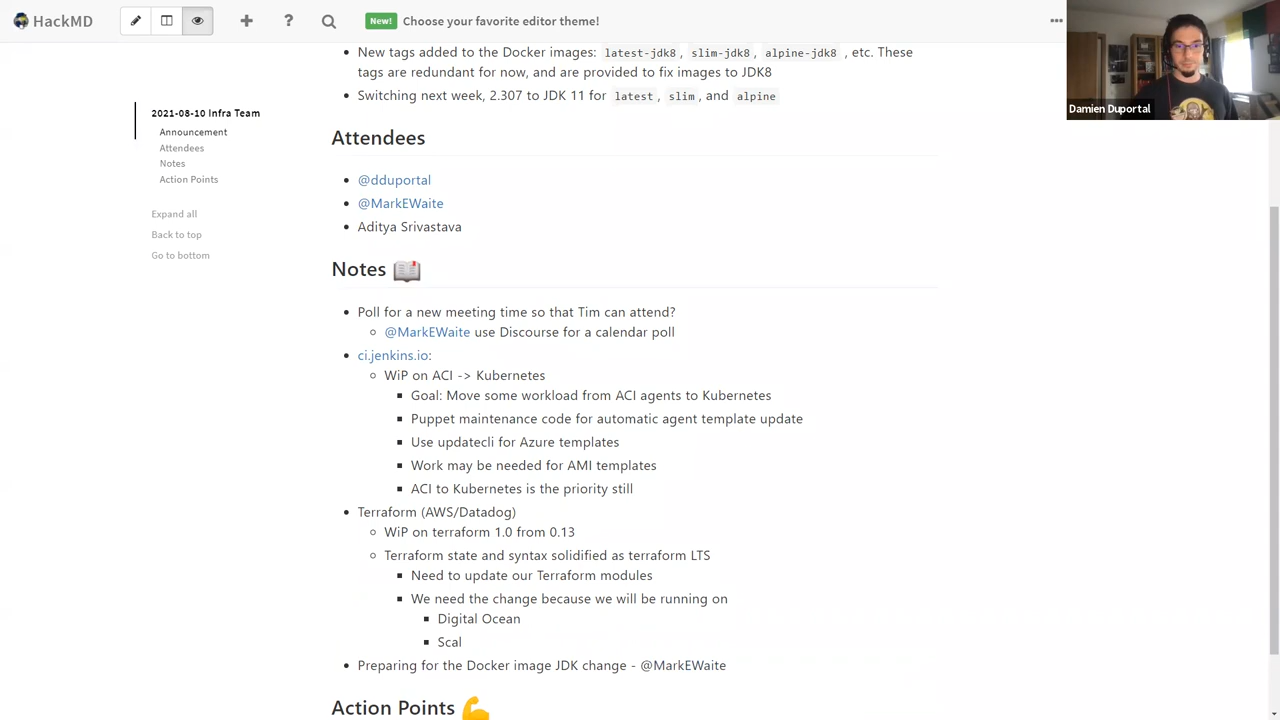 HackMD
New! Choose your favorite editor theme!
Damien Duportal
2021-08-10 Infra Team
Announcement
Attendees
Notes
Action Points
Expand all
Back to top
Go to bottom
New tags added to the Docker images: latest-jdk8, slim-jdk8, alpine-jdk8, etc. These
tags are redundant for now, and are provided to fix images to JDK8
Switching next week, 2.307 to JDK 11 for latest, slim, and alpine
Attendees
@dduportal
@MarkEWaite
Aditya Srivastava
Notes
Poll for a new meeting time so that Tim can attend?
@MarkEWaite use Discourse for a calendar poll
ci.jenkins.io:
WiP on ACI -> Kubernetes
Goal: Move some workload from ACI agents to Kubernetes
Puppet maintenance code for automatic agent template update
Use updatecli for Azure templates
Work may be needed for AMI templates
ACI to Kubernetes is the priority still
Terraform (AWS/Datadog)
WiP on terraform 1.0 from 0.13
Terraform state and syntax solidified as terraform LTS
Need to update our Terraform modules
We need the change because we will be running on
Digital Ocean
Scal
Preparing for the Docker image JDK change - @MarkEWaite
Action Points